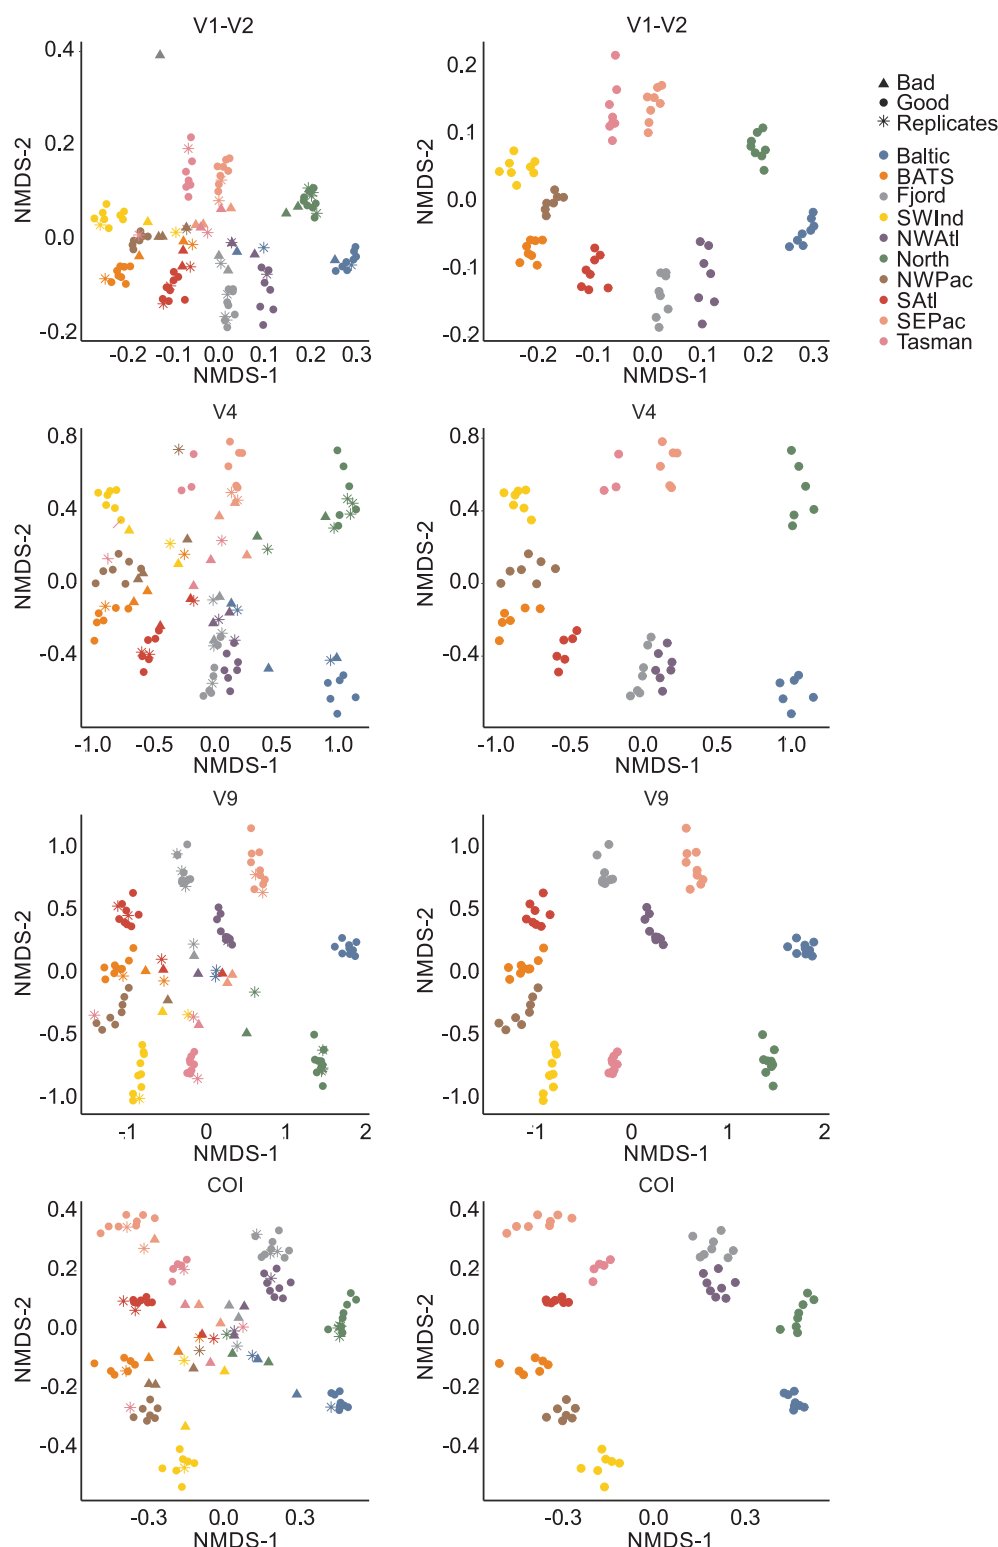 V1-V2
V1-V2
0.4
0.2
0.0
-0.2
NMDS-2
-0.2
-0.1
0.0
0.1
0.2
0.3
NMDS-1
0.2
0.1
0.0
-0.1
-0.2
NMDS-2
-0.2
-0.1
0.0
0.1
0.2
0.3
NMDS-1
Bad
Good
Replicates
Baltic
BATS
Fjord
SWInd
NWAtl
North
NWPac
SAtl
SEPac
Tasman
V4
V4
0.8
0.4
0.0
-0.4
NMDS-2
-1.0
-0.5
0.0
0.5
1.0
NMDS-1
0.8
0.4
0.0
-0.4
NMDS-2
-1.0
-0.5
0.0
0.5
1.0
NMDS-1
V9
V9
1.0
0.5
0.0
-0.5
-1.0
NMDS-2
-1
0
1
2
NMDS-1
1.0
0.5
0.0
-0.5
-1.0
NMDS-2
-1
0
1
2
NMDS-1
COI
COI
0.4
0.2
0.0
-0.2
-0.4
NMDS-2
-0.3
0.0
0.3
NMDS-1
0.4
0.2
0.0
-0.2
-0.4
NMDS-2
-0.3
0.0
0.3
NMDS-1